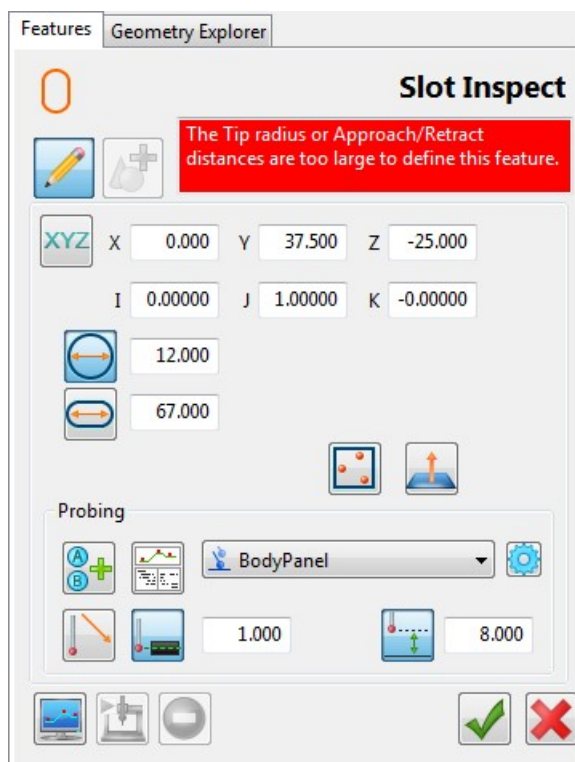 Features Geometry Explorer
Slot Inspect
The Tip radius or Approach/Retract
distances are too large to define this feature.
XYZ X 0.000 Y 37.500 Z -25.000
I 0.00000 J 1.00000 K -0.00000
12.000
67.000
Probing
A
B
BodyPanel
1.000 8.000